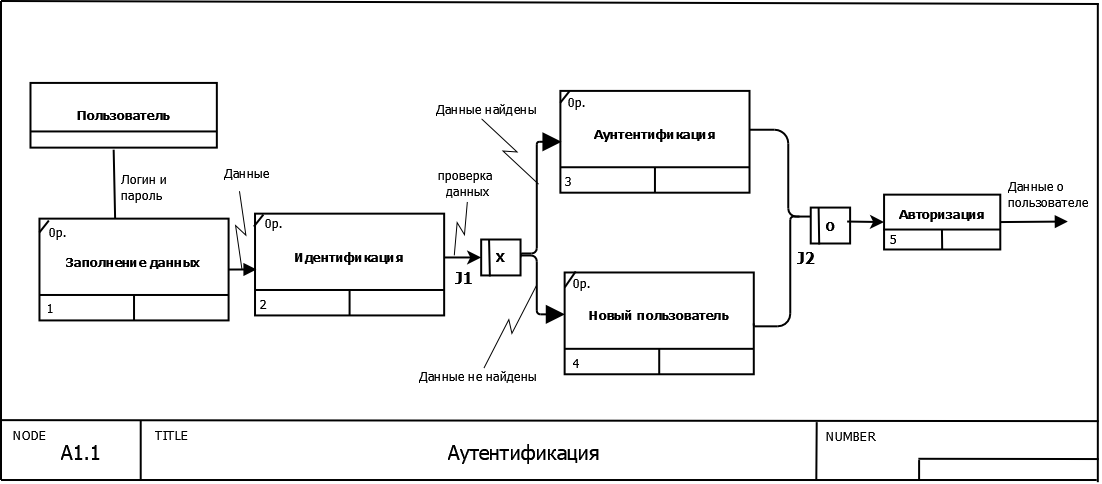 Пользователь
Логин и
пароль
Данные
0р.
Заполнение данных
1
0р.
Идентификация
2
проверка
данных
J1
X
Данные найдены
Данные не найдены
0р.
Аунтентификация
3
0р.
Новый пользователь
4
J2
O
Авторизация
5
Данные о
пользователе
NODE
A1.1
TITLE
Аутентификация
NUMBER